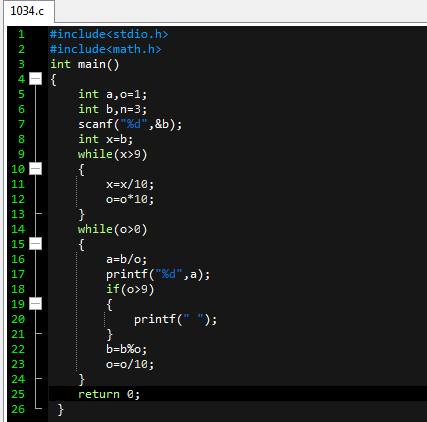 1034.c
1 #include<stdio.h>
2 #include<math.h>
3 int main()
4 {
5     int a,o=1;
6     int b,n=3;
7     scanf("%d",&b);
8     int x=b;
9     while(x>9)
10     {
11         x=x/10;
12         o=o*10;
13     }
14     while(o>0)
15     {
16         a=b/o;
17         printf("%d",a);
18         if(o>9)
19         {
20             printf(" ");
21         }
22         b=b%o;
23         o=o/10;
24     }
25     return 0;
26  }